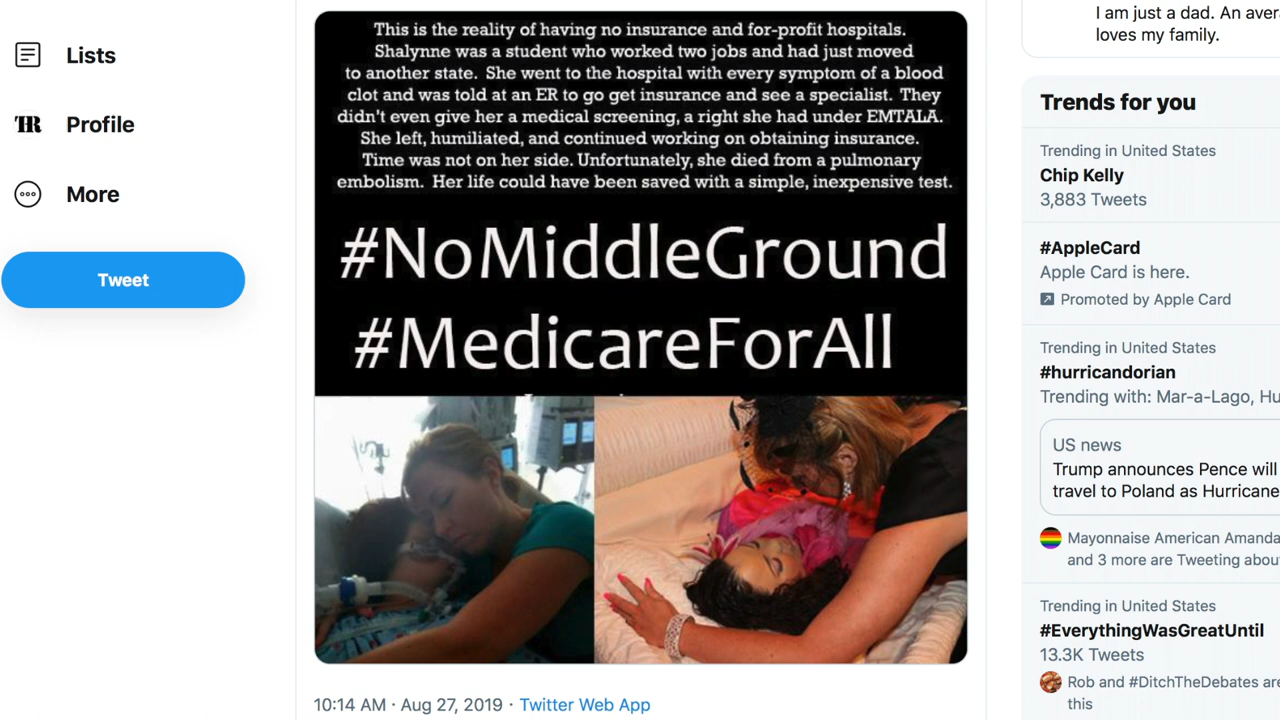 Lists
Profile
More
Tweet
This is the reality of having no insurance and for-profit hospitals.
Shalynne was a student who worked two jobs and had just moved
to another state. She went to the hospital with every symptom of a blood
clot and was told at an ER to go get insurance and see a specialist. They
didn't even give her a medical screening, a right she had under EMTALA.
She left, humiliated, and continued working on obtaining insurance.
Time was not on her side. Unfortunately, she died from a pulmonary
embolism. Her life could have been saved with a simple, inexpensive test.
#NoMiddleGround
#MedicareForAll
10:14 AM · Aug 27, 2019 · Twitter Web App
I am just a dad. An aver
loves my family.
Trends for you
Trending in United States
Chip Kelly
3,883 Tweets
#AppleCard
Apple Card is here.
Promoted by Apple Card
Trending in United States
#hurricandorian
Trending with: Mar-a-Lago, Hu
US news
Trump announces Pence will
travel to Poland as Hurricane
Mayonnaise American Amanda
and 3 more are Tweeting abou
Trending in United States
#EverythingWasGreatUntil
13.3K Tweets
Rob and #DitchTheDebates are
this